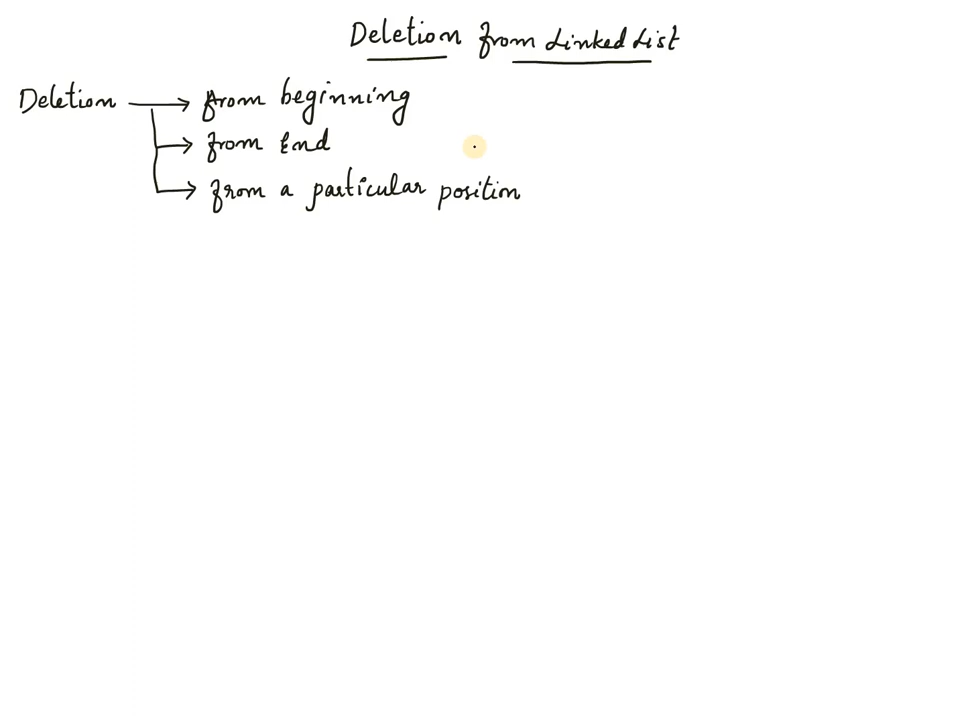 Deletion from Linked List
Deletion → from beginning
→ from End
→ from a particular position